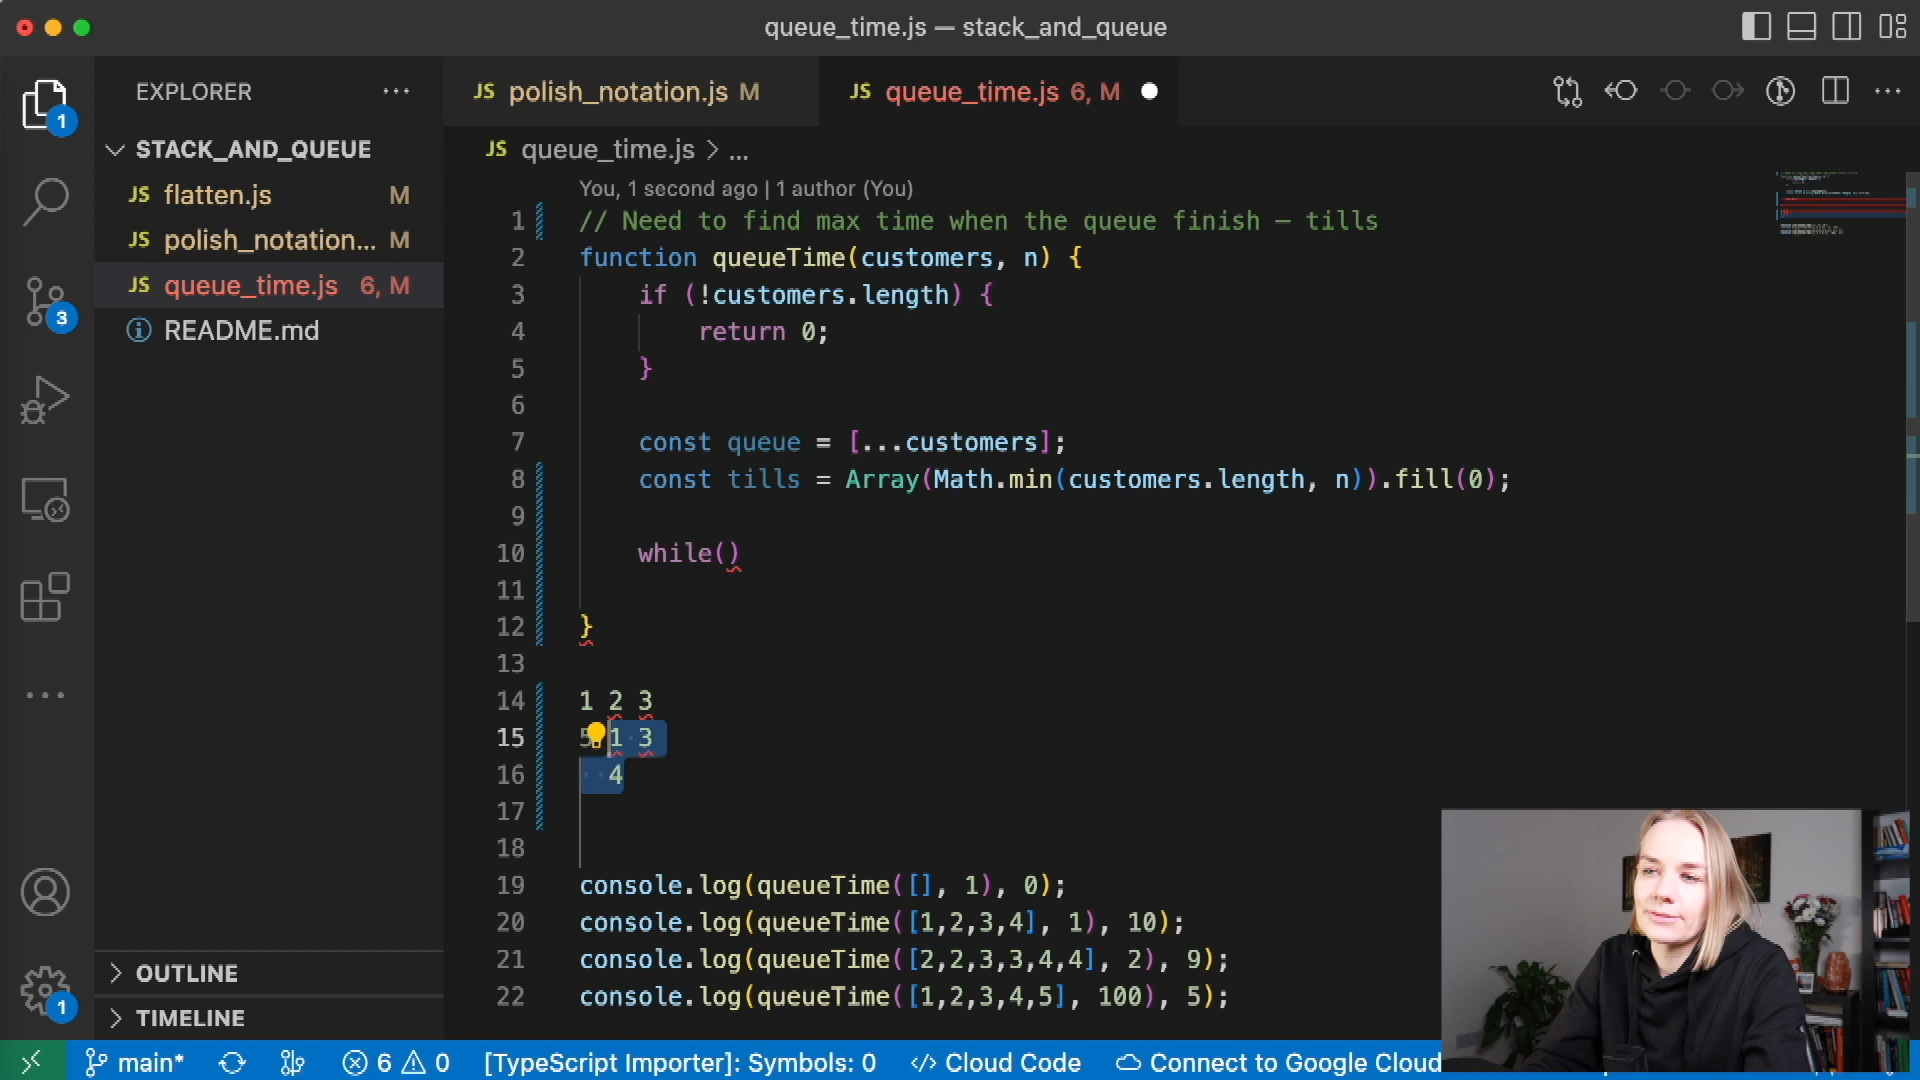 queue_time.js — stack_and_queue
EXPLORER
JS polish_notation.js M
JS queue_time.js 6, M
STACK_AND_QUEUE
JS flatten.js M
JS polish_notation... M
JS queue_time.js 6, M
README.md
JS queue_time.js > ...
You, 1 second ago | 1 author (You)
1 // Need to find max time when the queue finish – tills
2 function queueTime(customers, n) {
3 if (!customers.length) {
4 return 0;
5 }
6
7 const queue = [...customers];
8 const tills = Array(Math.min(customers.length, n)).fill(0);
9
10 while()
11
12 }
13
14 1 2 3
15 5 1 3
16 4
17
18
19 console.log(queueTime([], 1), 0);
20 console.log(queueTime([1,2,3,4], 1), 10);
21 console.log(queueTime([2,2,3,3,4,4], 2), 9);
22 console.log(queueTime([1,2,3,4,5], 100), 5);
1
3
1
OUTLINE
TIMELINE
main* 6 0 [TypeScript Importer]: Symbols: 0 Cloud Code Connect to Google Cloud